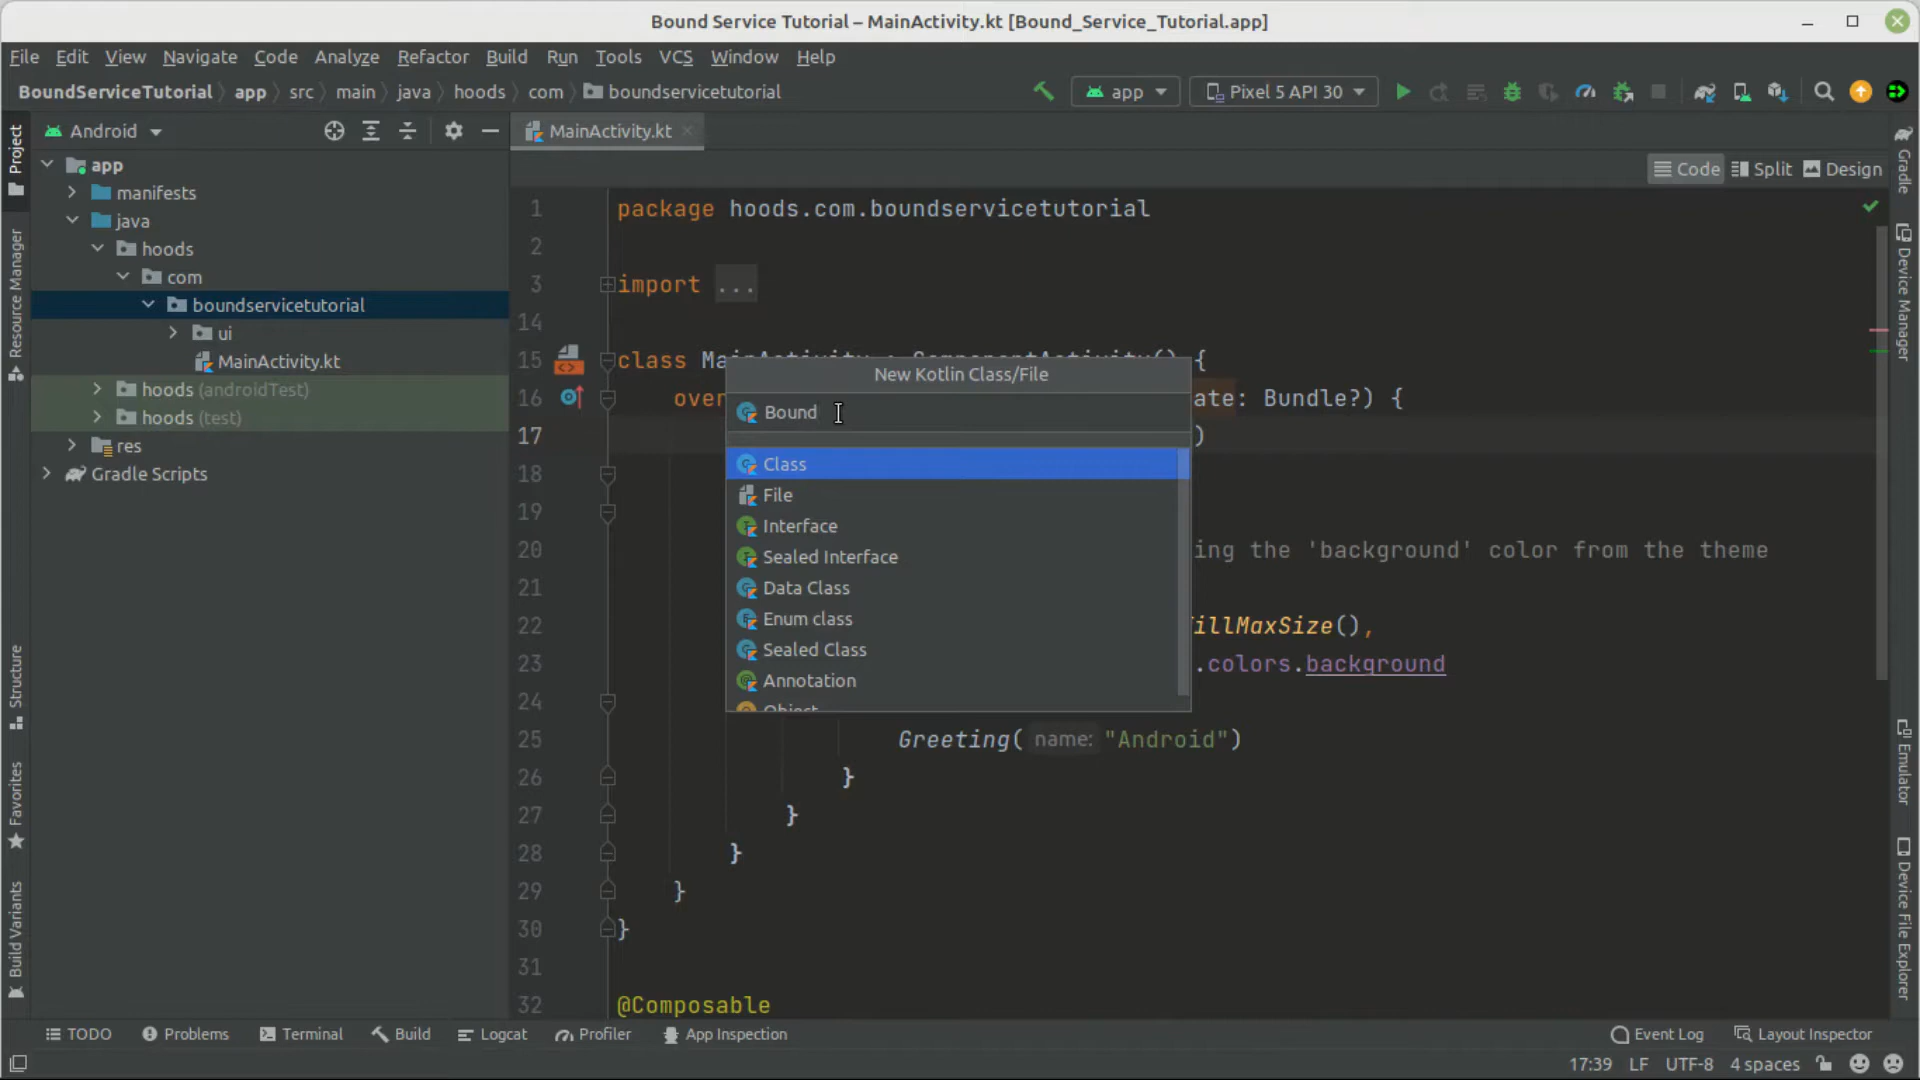 Bound Service Tutorial – MainActivity.kt [Bound_Service_Tutorial.app]
File Edit View Navigate Code Analyze Refactor Build Run Tools VCS Window Help
BoundServiceTutorial app src main java hoods com boundservicetutorial app Pixel 5 API 30
Android
MainActivity.kt
Code Split Design
Project
Resource Manager
Structure
Favorites
Build Variants
app
manifests
java
hoods
com
boundservicetutorial
ui
MainActivity.kt
hoods (androidTest)
hoods (test)
res
Gradle Scripts
1 package hoods.com.boundservicetutorial
2
3 import ...
14
15 class MainActivity : ComponentActivity() {
16 over ate: Bundle?) {
17 )
18
19
20 ing the 'background' color from the theme
21
22 fillMaxSize(),
23 .colors.background
24
25 Greeting( name: "Android")
26 }
27 }
28 }
29 }
30 }
31
32 @Composable
New Kotlin Class/File
Bound
Class
File
Interface
Sealed Interface
Data Class
Enum class
Sealed Class
Annotation
Object
Gradle
Device Manager
Emulator
Device File Explorer
TODO Problems Terminal Build Logcat Profiler App Inspection Event Log Layout Inspector
17:39 LF UTF-8 4 spaces